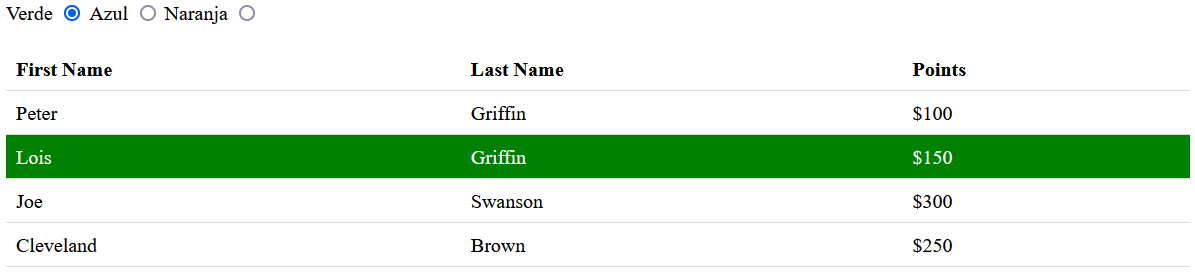 Verde Azul Naranja
First Name Last Name Points
Peter Griffin $100
Lois Griffin $150
Joe Swanson $300
Cleveland Brown $250